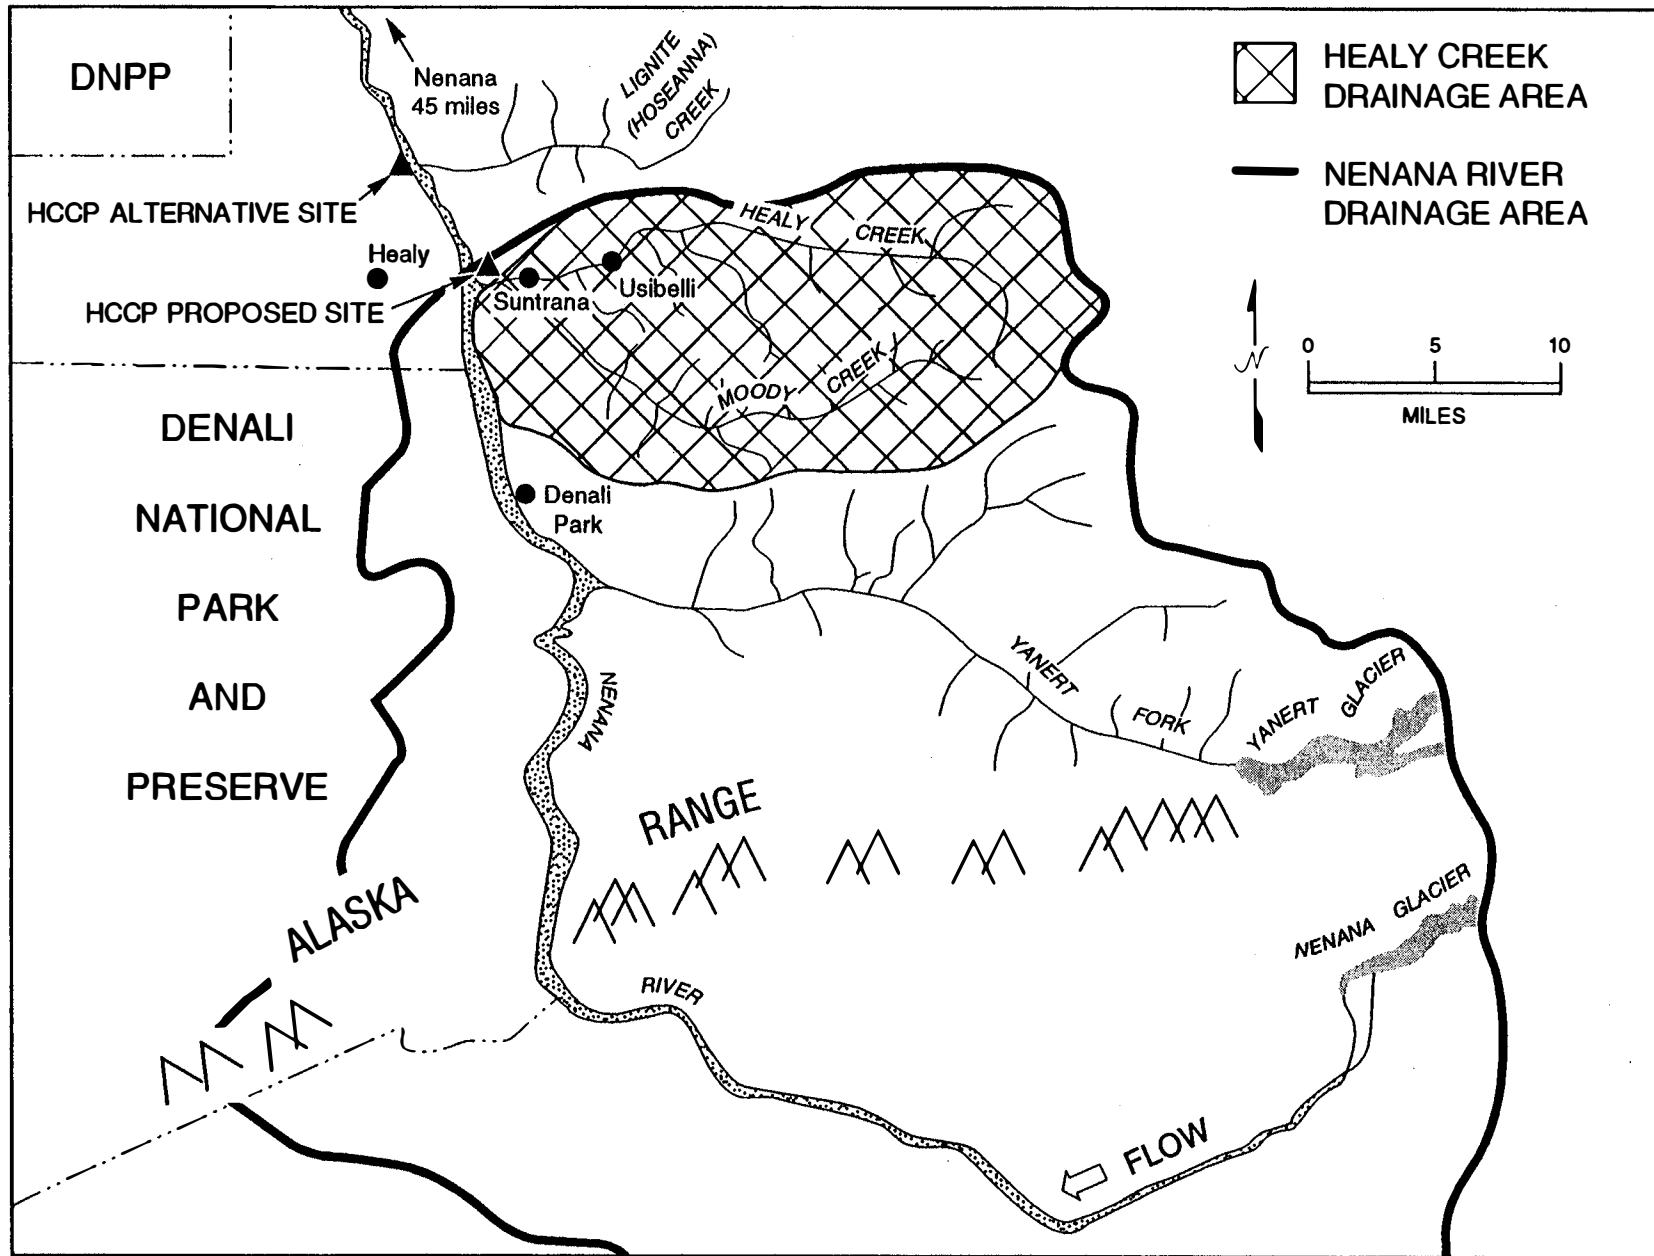 DNPP
Nenana
45 miles
LIGNITE
(HOSEANNA)
CREEK
HEALY CREEK
DRAINAGE AREA
NENANA RIVER
DRAINAGE AREA
HCCP ALTERNATIVE SITE
Healy
HCCP PROPOSED SITE
Suntrana
Usibelli
HEALY CREEK
MOODY CREEK
N
0 5 10
MILES
DENALI
NATIONAL
PARK
AND
PRESERVE
Denali
Park
YANERT FORK
YANERT GLACIER
NENANA
RIVER
ALASKA RANGE
NENANA GLACIER
FLOW